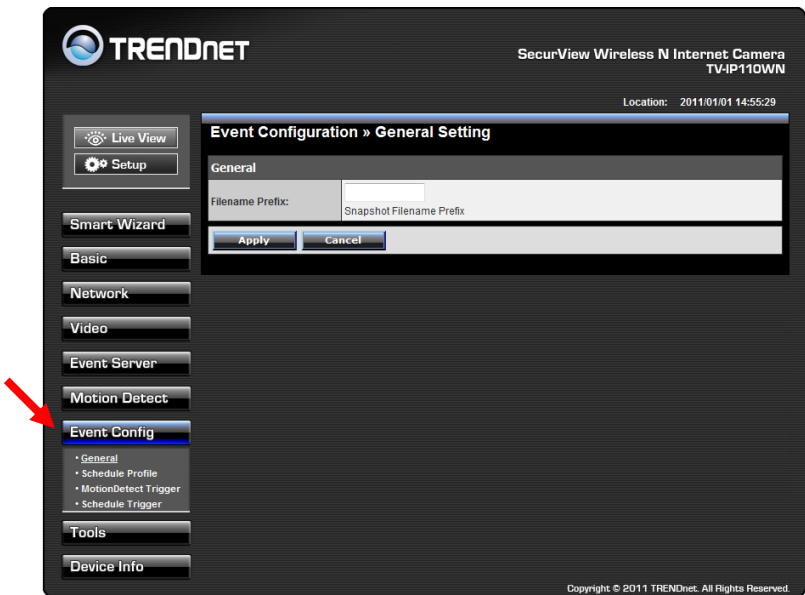 TRENDNET
SecurView Wireless N Internet Camera
TV-IP110WN
Location: 2011/01/01 14:55:29
Live View
Setup
Event Configuration » General Setting
General
Filename Prefix:
Snapshot Filename Prefix
Apply Cancel
Smart Wizard
Basic
Network
Video
Event Server
Motion Detect
Event Config
• General
• Schedule Profile
• MotionDetect Trigger
• Schedule Trigger
Tools
Device Info
Copyright © 2011 TRENDnet. All Rights Reserved.